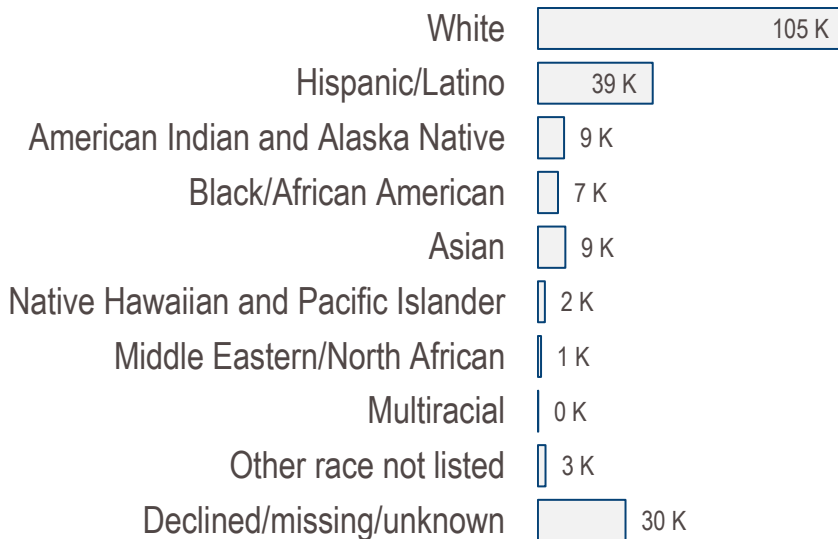 White 105 K
Hispanic/Latino 39 K
American Indian and Alaska Native 9 K
Black/African American 7 K
Asian 9 K
Native Hawaiian and Pacific Islander 2 K
Middle Eastern/North African 1 K
Multiracial 0 K
Other race not listed 3 K
Declined/missing/unknown 30 K